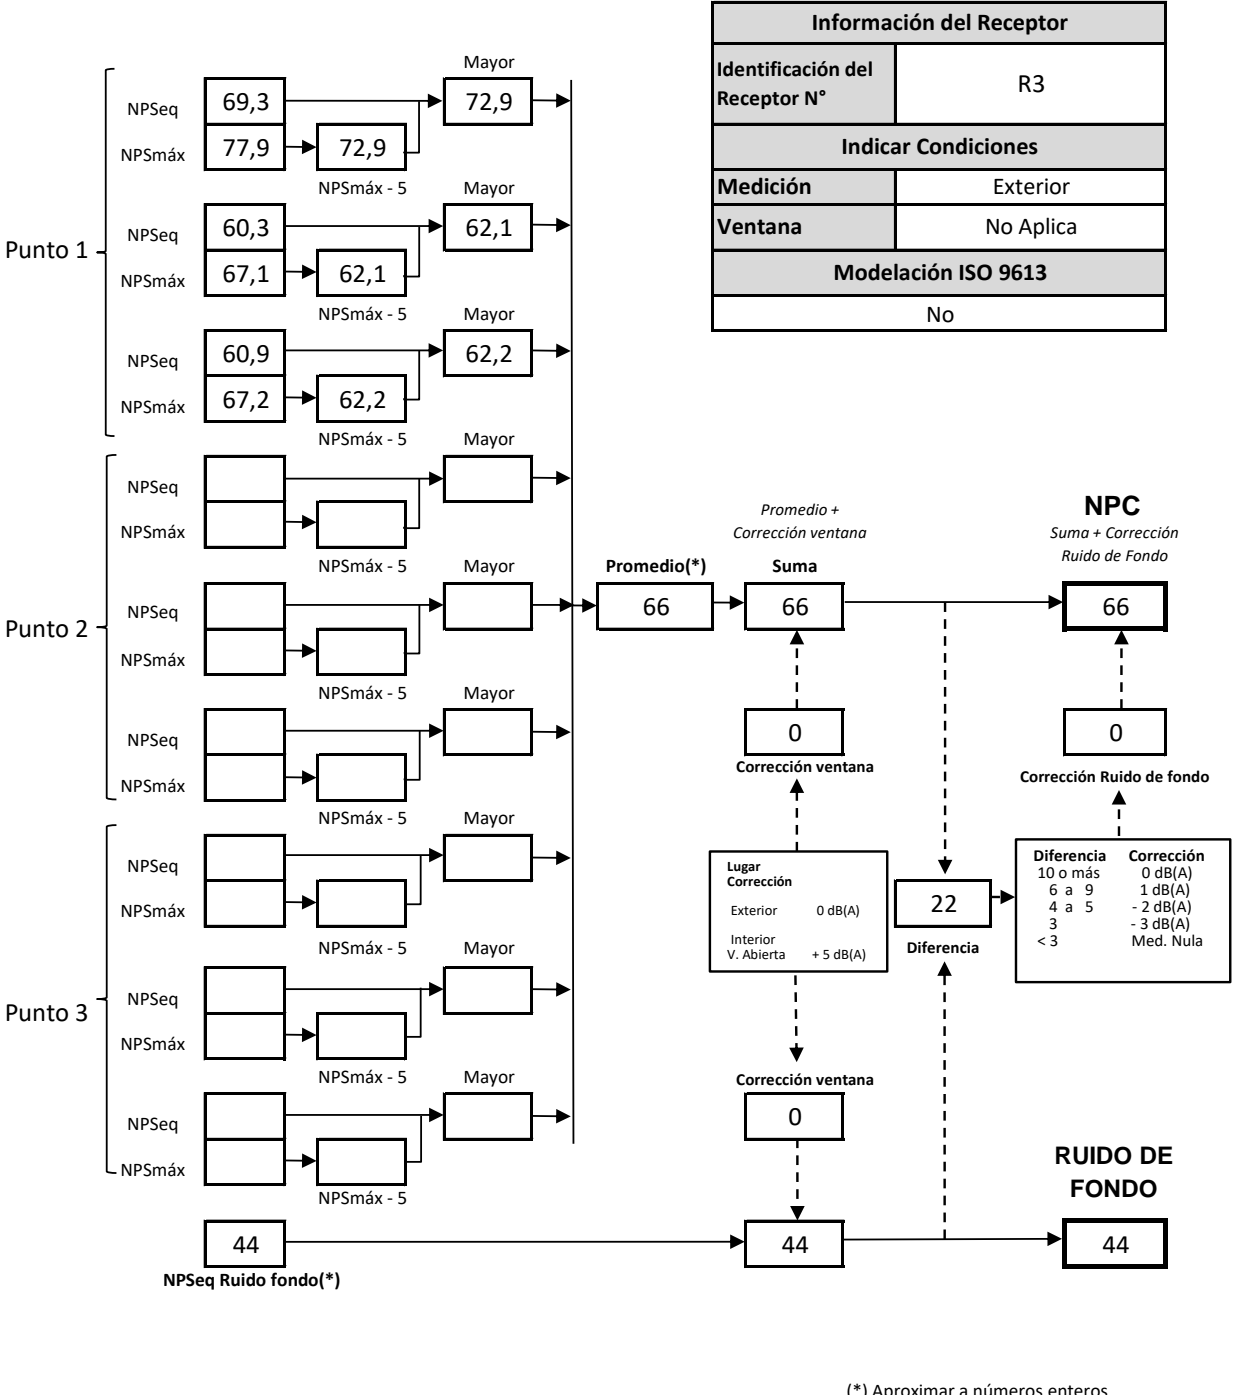 Información del Receptor
Identificación del
Receptor N°
R3
Indicar Condiciones
Medición
Exterior
Ventana
No Aplica
Modelación ISO 9613
No
Punto 1
Mayor
NPSeq
69,3
72,9
NPSmáx
77,9
72,9
NPSmáx - 5
Mayor
NPSeq
60,3
62,1
NPSmáx
67,1
62,1
NPSmáx - 5
Mayor
NPSeq
60,9
62,2
NPSmáx
67,2
62,2
NPSmáx - 5
Punto 2
Mayor
NPSeq
NPSmáx
NPSmáx - 5
Mayor
NPSeq
NPSmáx
NPSmáx - 5
Mayor
NPSeq
NPSmáx
NPSmáx - 5
Punto 3
Mayor
NPSeq
NPSmáx
NPSmáx - 5
Mayor
NPSeq
NPSmáx
NPSmáx - 5
Mayor
NPSeq
NPSmáx
NPSmáx - 5
Promedio(*)
66
Promedio +
Corrección ventana
Suma
66
0
Corrección ventana
NPC
Suma + Corrección
Ruido de Fondo
66
0
Corrección Ruido de fondo
Lugar
Corrección
Exterior 0 dB(A)
Interior
V. Abierta + 5 dB(A)
22
Diferencia
Diferencia Corrección
10 o más 0 dB(A)
6 a 9 1 dB(A)
4 a 5 - 2 dB(A)
3 - 3 dB(A)
< 3 Med. Nula
Corrección ventana
0
44
NPSeq Ruido fondo(*)
44
RUIDO DE
FONDO
44
(*) Aproximar a números enteros